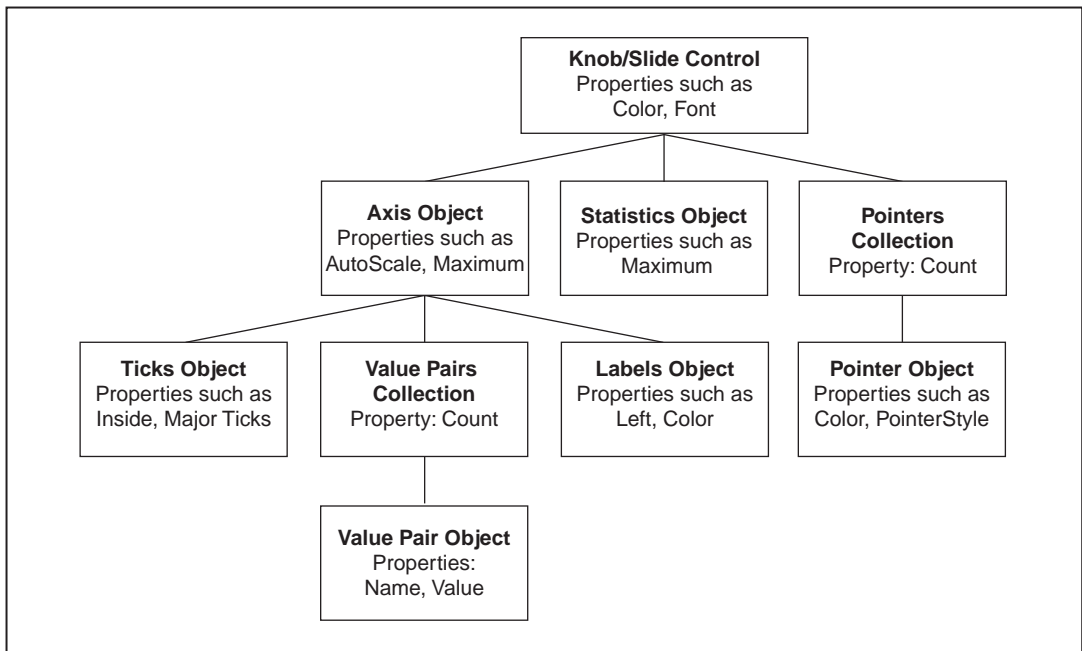 Knob/Slide Control
Properties such as
Color, Font
Axis Object
Properties such as
AutoScale, Maximum
Statistics Object
Properties such as
Maximum
Pointers
Collection
Property: Count
Ticks Object
Properties such as
Inside, Major Ticks
Value Pairs
Collection
Property: Count
Labels Object
Properties such as
Left, Color
Pointer Object
Properties such as
Color, PointerStyle
Value Pair Object
Properties:
Name, Value